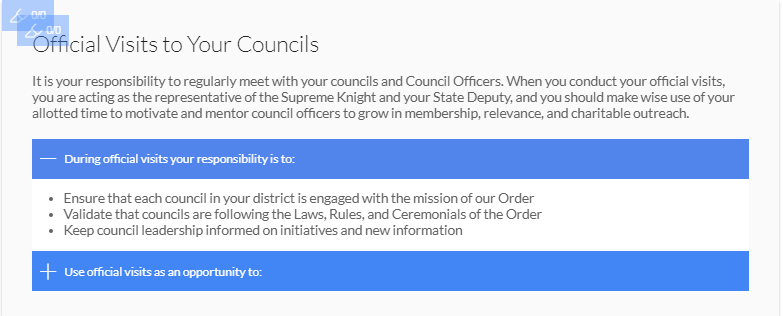 0/0
0/0
Official Visits to Your Councils
It is your responsibility to regularly meet with your councils and Council Officers. When you conduct your official visits,
you are acting as the representative of the Supreme Knight and your State Deputy, and you should make wise use of your
allotted time to motivate and mentor council officers to grow in membership, relevance, and charitable outreach.
During official visits your responsibility is to:
• Ensure that each council in your district is engaged with the mission of our Order
• Validate that councils are following the Laws, Rules, and Ceremonials of the Order
• Keep council leadership informed on initiatives and new information
Use official visits as an opportunity to: